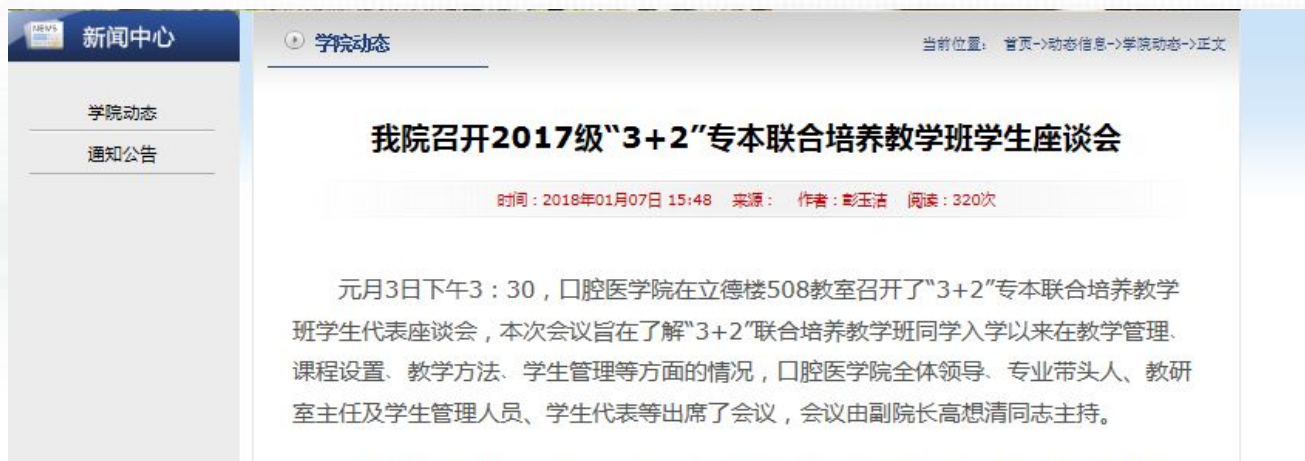 NEWS
新闻中心
学院动态
通知公告
学院动态
当前位置： 首页->动态信息->学院动态->正文
我院召开2017级“3+2”专本联合培养教学班学生座谈会
时间：2018年01月07日 15:48 来源： 作者：彭玉洁 阅读：320次
元月3日下午3：30，口腔医学院在立德楼508教室召开了“3+2”专本联合培养教学
班学生代表座谈会，本次会议旨在了解“3+2”联合培养教学班同学入学以来在教学管理、
课程设置、教学方法、学生管理等方面的情况，口腔医学院全体领导、专业带头人、教研
室主任及学生管理人员、学生代表等出席了会议，会议由副院长高想清同志主持。